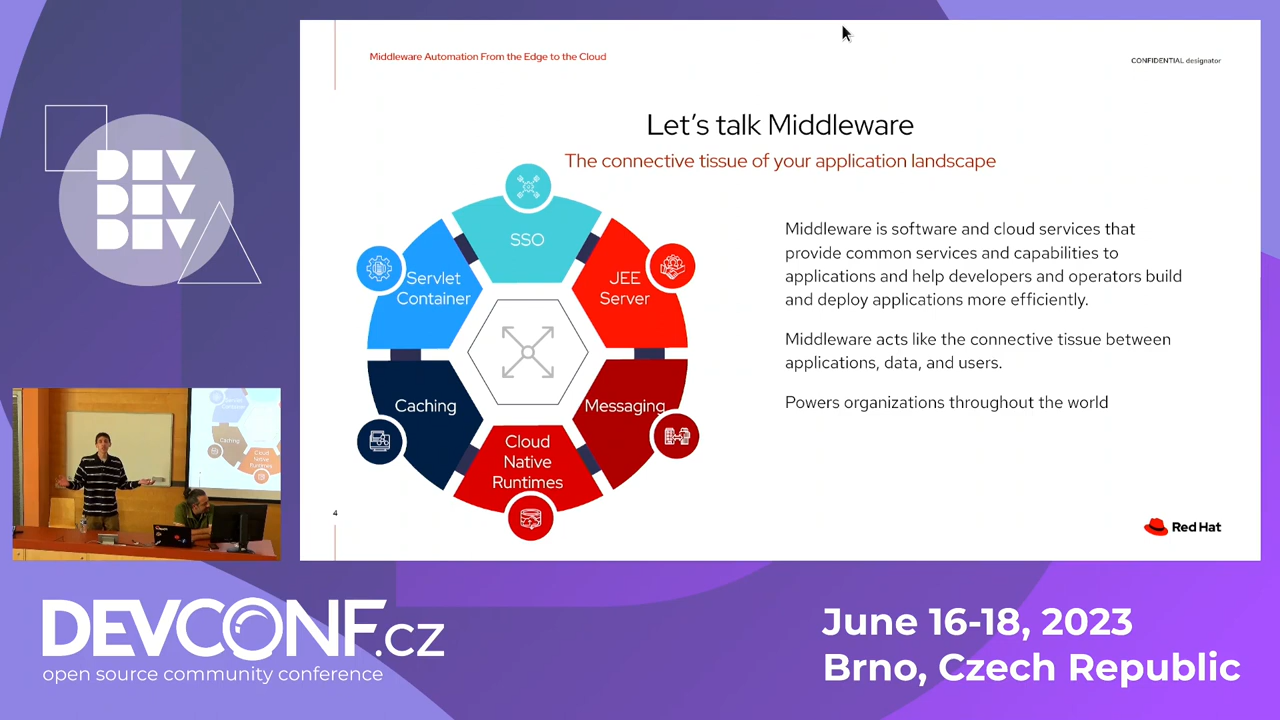 Middleware Automation From the Edge to the Cloud
CONFIDENTIAL designator
DEV
DEV
DEV
Let's talk Middleware
The connective tissue of your application landscape
SSO
Servlet
Container
JEE
Server
Caching
Messaging
Cloud
Native
Runtimes
Middleware is software and cloud services that
provide common services and capabilities to
applications and help developers and operators build
and deploy applications more efficiently.
Middleware acts like the connective tissue between
applications, data, and users.
Powers organizations throughout the world
4
Red Hat
Caching
Cloud
Native
Runtimes
DEVCONF.cz
open source community conference
June 16-18, 2023
Brno, Czech Republic